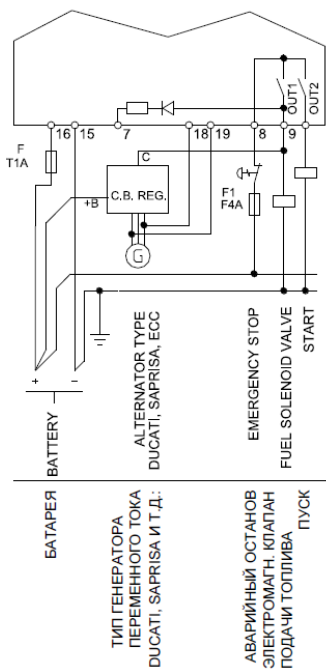 OUT1
OUT2
16
15
7
18
19
8
9
F
T1A
C
+B
C.B. REG.
G
F1
F4A
+
−
BATTERY
ALTERNATOR TYPE
DUCATI, SAPRISA, ECC
EMERGENCY STOP
FUEL SOLENOID VALVE
START
БАТАРЕЯ
ТИП ГЕНЕРАТОРА
ПЕРЕМЕННОГО ТОКА
DUCATI, SAPRISA И Т.Д.:
АВАРИЙНЫЙ ОСТАНОВ
ЭЛЕКТРОМАГН. КЛАПАН
ПОДАЧИ ТОПЛИВА
ПУСК